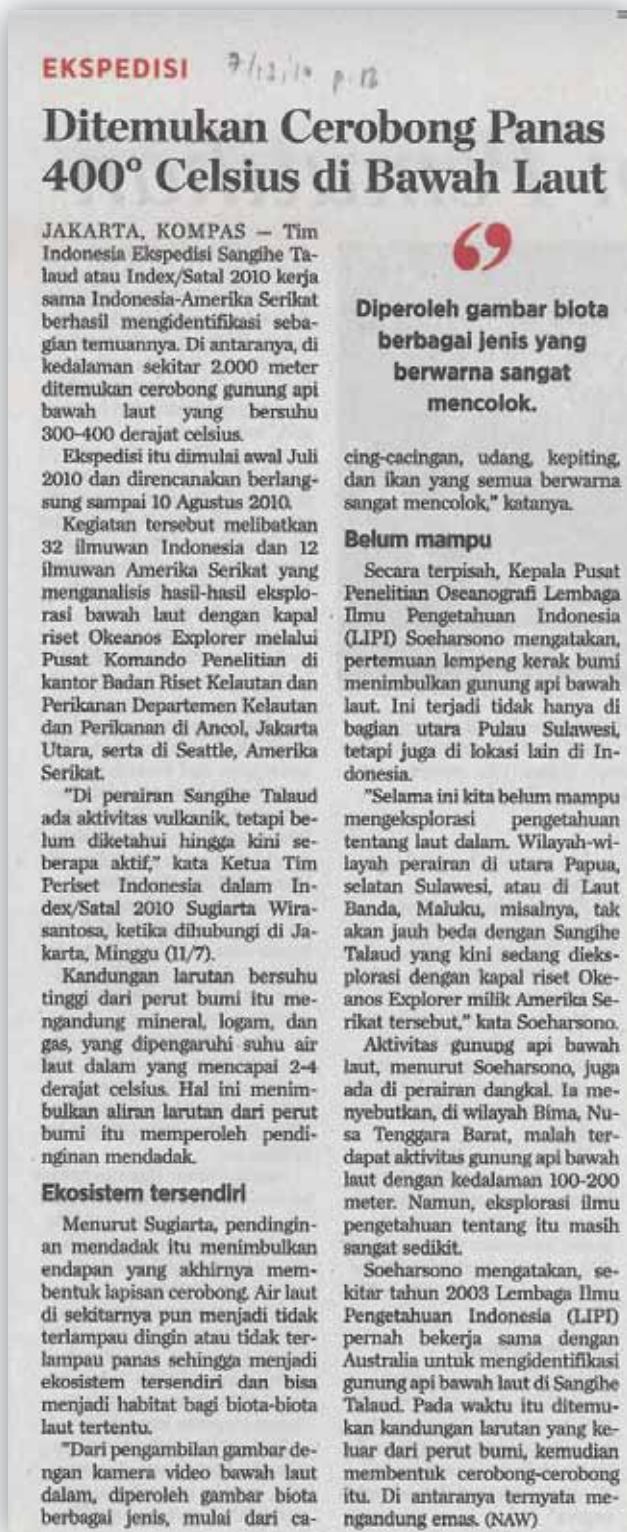 EKSPEDISI
Ditemukan Cerobong Panas
400° Celsius di Bawah Laut
JAKARTA, KOMPAS — Tim
Indonesia Ekspedisi Sangihe Ta-
laud atau Index/Satal 2010 kerja
sama Indonesia-Amerika Serikat
berhasil mengidentifikasi seba-
gian temuannya. Di antaranya, di
kedalaman sekitar 2.000 meter
ditemukan cerobong gunung api
bawah laut yang bersuhu
300-400 derajat celsius.
Ekspedisi itu dimulai awal Juli
2010 dan direncanakan berlang-
sung sampai 10 Agustus 2010.
Kegiatan tersebut melibatkan
32 ilmuwan Indonesia dan 12
ilmuwan Amerika Serikat yang
menganalisis hasil-hasil eksplo-
rasi bawah laut dengan kapal
riset Okeanos Explorer melalui
Pusat Komando Penelitian di
kantor Badan Riset Kelautan dan
Perikanan Departemen Kelautan
dan Perikanan di Ancol, Jakarta
Utara, serta di Seattle, Amerika
Serikat.
"Di perairan Sangihe Talaud
ada aktivitas vulkanik, tetapi be-
lum diketahui hingga kini se-
berapa aktif," kata Ketua Tim
Periset Indonesia dalam In-
dex/Satal 2010 Sugiarta Wira-
santosa, ketika dihubungi di Ja-
karta, Minggu (11/7).
Kandungan larutan bersuhu
tinggi dari perut bumi itu me-
ngandung mineral, logam, dan
gas, yang dipengaruhi suhu air
laut dalam yang mencapai 2-4
derajat celsius. Hal ini menim-
bulkan aliran larutan dari perut
bumi itu memperoleh pendi-
nginan mendadak.
Ekosistem tersendiri
Menurut Sugiarta, pendingin-
an mendadak itu menimbulkan
endapan yang akhirnya mem-
bentuk lapisan cerobong. Air laut
di sekitarnya pun menjadi tidak
terlampau dingin atau tidak ter-
lampau panas sehingga menjadi
ekosistem tersendiri dan bisa
menjadi habitat bagi biota-biota
laut tertentu.
"Dari pengambilan gambar de-
ngan kamera video bawah laut
dalam, diperoleh gambar biota
berbagai jenis, mulai dari ca-
Diperoleh gambar biota
berbagai jenis yang
berwarna sangat
mencolok.
cing-cacingan, udang, kepiting,
dan ikan yang semua berwarna
sangat mencolok," katanya.
Belum mampu
Secara terpisah, Kepala Pusat
Penelitian Oseanografi Lembaga
Ilmu Pengetahuan Indonesia
(LIPI) Soeharsono mengatakan,
pertemuan lempeng kerak bumi
menimbulkan gunung api bawah
laut. Ini terjadi tidak hanya di
bagian utara Pulau Sulawesi,
tetapi juga di lokasi lain di In-
donesia.
"Selama ini kita belum mampu
mengeksplorasi pengetahuan
tentang laut dalam. Wilayah-wi-
layah perairan di utara Papua,
selatan Sulawesi, atau di Laut
Banda, Maluku, misalnya, tak
akan jauh beda dengan Sangihe
Talaud yang kini sedang dieks-
plorasi dengan kapal riset Oke-
anos Explorer milik Amerika Se-
rikat tersebut," kata Soeharsono.
Aktivitas gunung api bawah
laut, menurut Soeharsono, juga
ada di perairan dangkal. Ia me-
nyebutkan, di wilayah Bima, Nu-
sa Tenggara Barat, malah ter-
dapat aktivitas gunung api bawah
laut dengan kedalaman 100-200
meter. Namun, eksplorasi ilmu
pengetahuan tentang itu masih
sangat sedikit.
Soeharsono mengatakan, se-
kitar tahun 2003 Lembaga Ilmu
Pengetahuan Indonesia (LIPI)
pernah bekerja sama dengan
Australia untuk mengidentifikasi
gunung api bawah laut di Sangihe
Talaud. Pada waktu itu ditemu-
kan kandungan larutan yang ke-
luar dari perut bumi, kemudian
membentuk cerobong-cerobong
itu. Di antaranya ternyata me-
ngandung emas. (NAW)